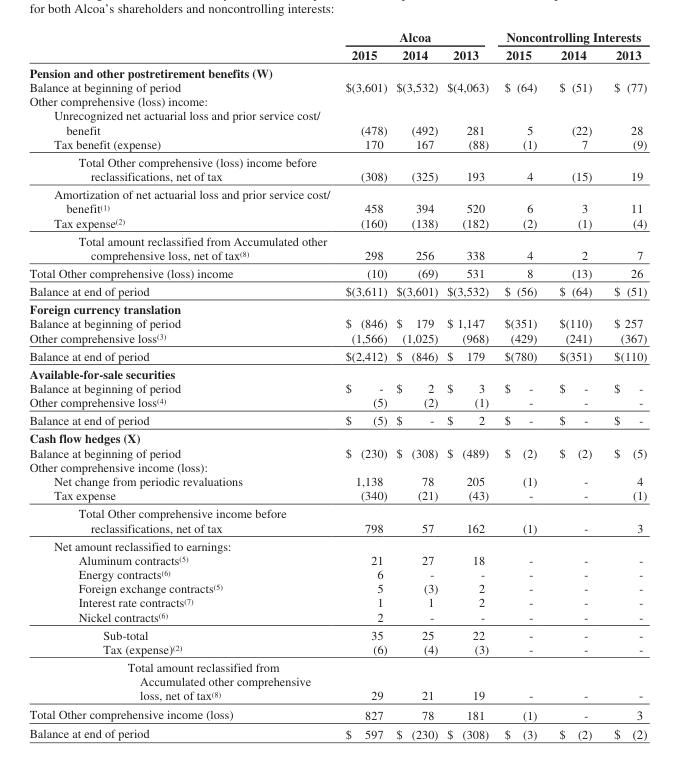 for both Alcoa's shareholders and noncontrolling interests:
Alcoa Noncontrolling Interests
2015 2014 2013 2015 2014 2013
Pension and other postretirement benefits (W)
Balance at beginning of period $(3,601) $(3,532) $(4,063) $ (64) $ (51) $ (77)
Other comprehensive (loss) income:
Unrecognized net actuarial loss and prior service cost/
benefit (478) (492) 281 5 (22) 28
Tax benefit (expense) 170 167 (88) (1) 7 (9)
Total Other comprehensive (loss) income before
reclassifications, net of tax (308) (325) 193 4 (15) 19
Amortization of net actuarial loss and prior service cost/
benefit(1) 458 394 520 6 3 11
Tax expense(2) (160) (138) (182) (2) (1) (4)
Total amount reclassified from Accumulated other
comprehensive loss, net of tax(8) 298 256 338 4 2 7
Total Other comprehensive (loss) income (10) (69) 531 8 (13) 26
Balance at end of period $(3,611) $(3,601) $(3,532) $ (56) $ (64) $ (51)
Foreign currency translation
Balance at beginning of period $ (846) $ 179 $ 1,147 $(351) $(110) $ 257
Other comprehensive loss(3) (1,566) (1,025) (968) (429) (241) (367)
Balance at end of period $(2,412) $ (846) $ 179 $(780) $(351) $(110)
Available-for-sale securities
Balance at beginning of period $ - $ 2 $ 3 $ - $ - $ -
Other comprehensive loss(4) (5) (2) (1) - - -
Balance at end of period $ (5) $ - $ 2 $ - $ - $ -
Cash flow hedges (X)
Balance at beginning of period $ (230) $ (308) $ (489) $ (2) $ (2) $ (5)
Other comprehensive income (loss):
Net change from periodic revaluations 1,138 78 205 (1) - 4
Tax expense (340) (21) (43) - - (1)
Total Other comprehensive income before
reclassifications, net of tax 798 57 162 (1) - 3
Net amount reclassified to earnings:
Aluminum contracts(5) 21 27 18 - - -
Energy contracts(6) 6 - - - - -
Foreign exchange contracts(5) 5 (3) 2 - - -
Interest rate contracts(7) 1 1 2 - - -
Nickel contracts(6) 2 - - - - -
Sub-total 35 25 22 - - -
Tax (expense)(2) (6) (4) (3) - - -
Total amount reclassified from
Accumulated other comprehensive
loss, net of tax(8) 29 21 19 - - -
Total Other comprehensive income (loss) 827 78 181 (1) - 3
Balance at end of period $ 597 $ (230) $ (308) $ (3) $ (2) $ (2)